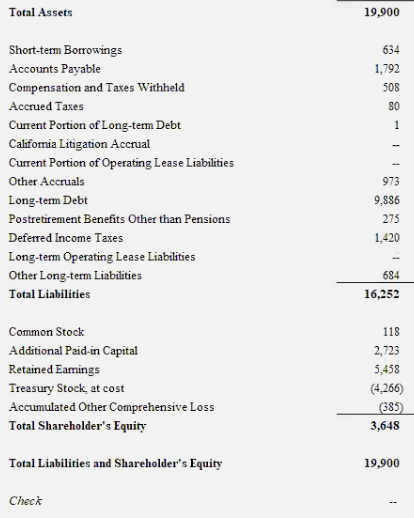 Total Assets 19,900
Short-term Borrowings 634
Accounts Payable 1,792
Compensation and Taxes Withheld 508
Accrued Taxes 80
Current Portion of Long-term Debt 1
California Litigation Accrual --
Current Portion of Operating Lease Liabilities --
Other Accruals 973
Long-term Debt 9,886
Postretirement Benefits Other than Pensions 275
Deferred Income Taxes 1,420
Long-term Operating Lease Liabilities --
Other Long-term Liabilities 684
Total Liabilities 16,252
Common Stock 118
Additional Paid-in Capital 2,723
Retained Earnings 5,458
Treasury Stock, at cost (4,266)
Accumulated Other Comprehensive Loss (385)
Total Shareholder's Equity 3,648
Total Liabilities and Shareholder's Equity 19,900
Check --